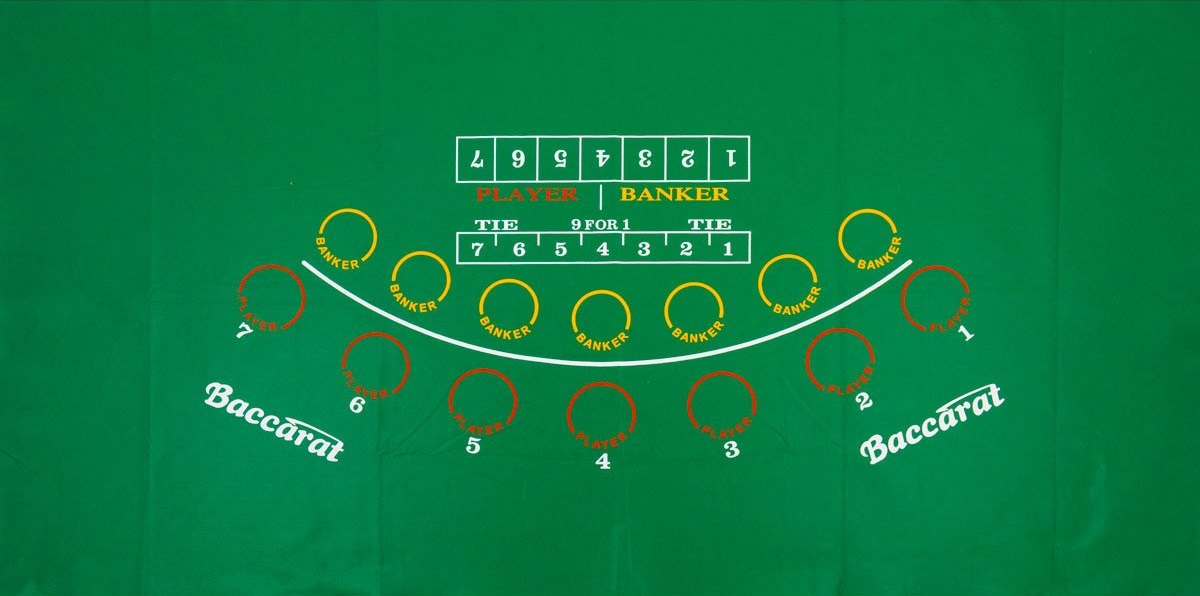 7 6 5 4 3 2 1
PLAYER | BANKER
TIE 9 FOR 1 TIE
7 6 5 4 3 2 1
BANKER
BANKER
BANKER
BANKER
BANKER
BANKER
BANKER
PLAYER
7
PLAYER
6
PLAYER
5
PLAYER
4
PLAYER
3
PLAYER
2
PLAYER
1
Baccarat
Baccarat